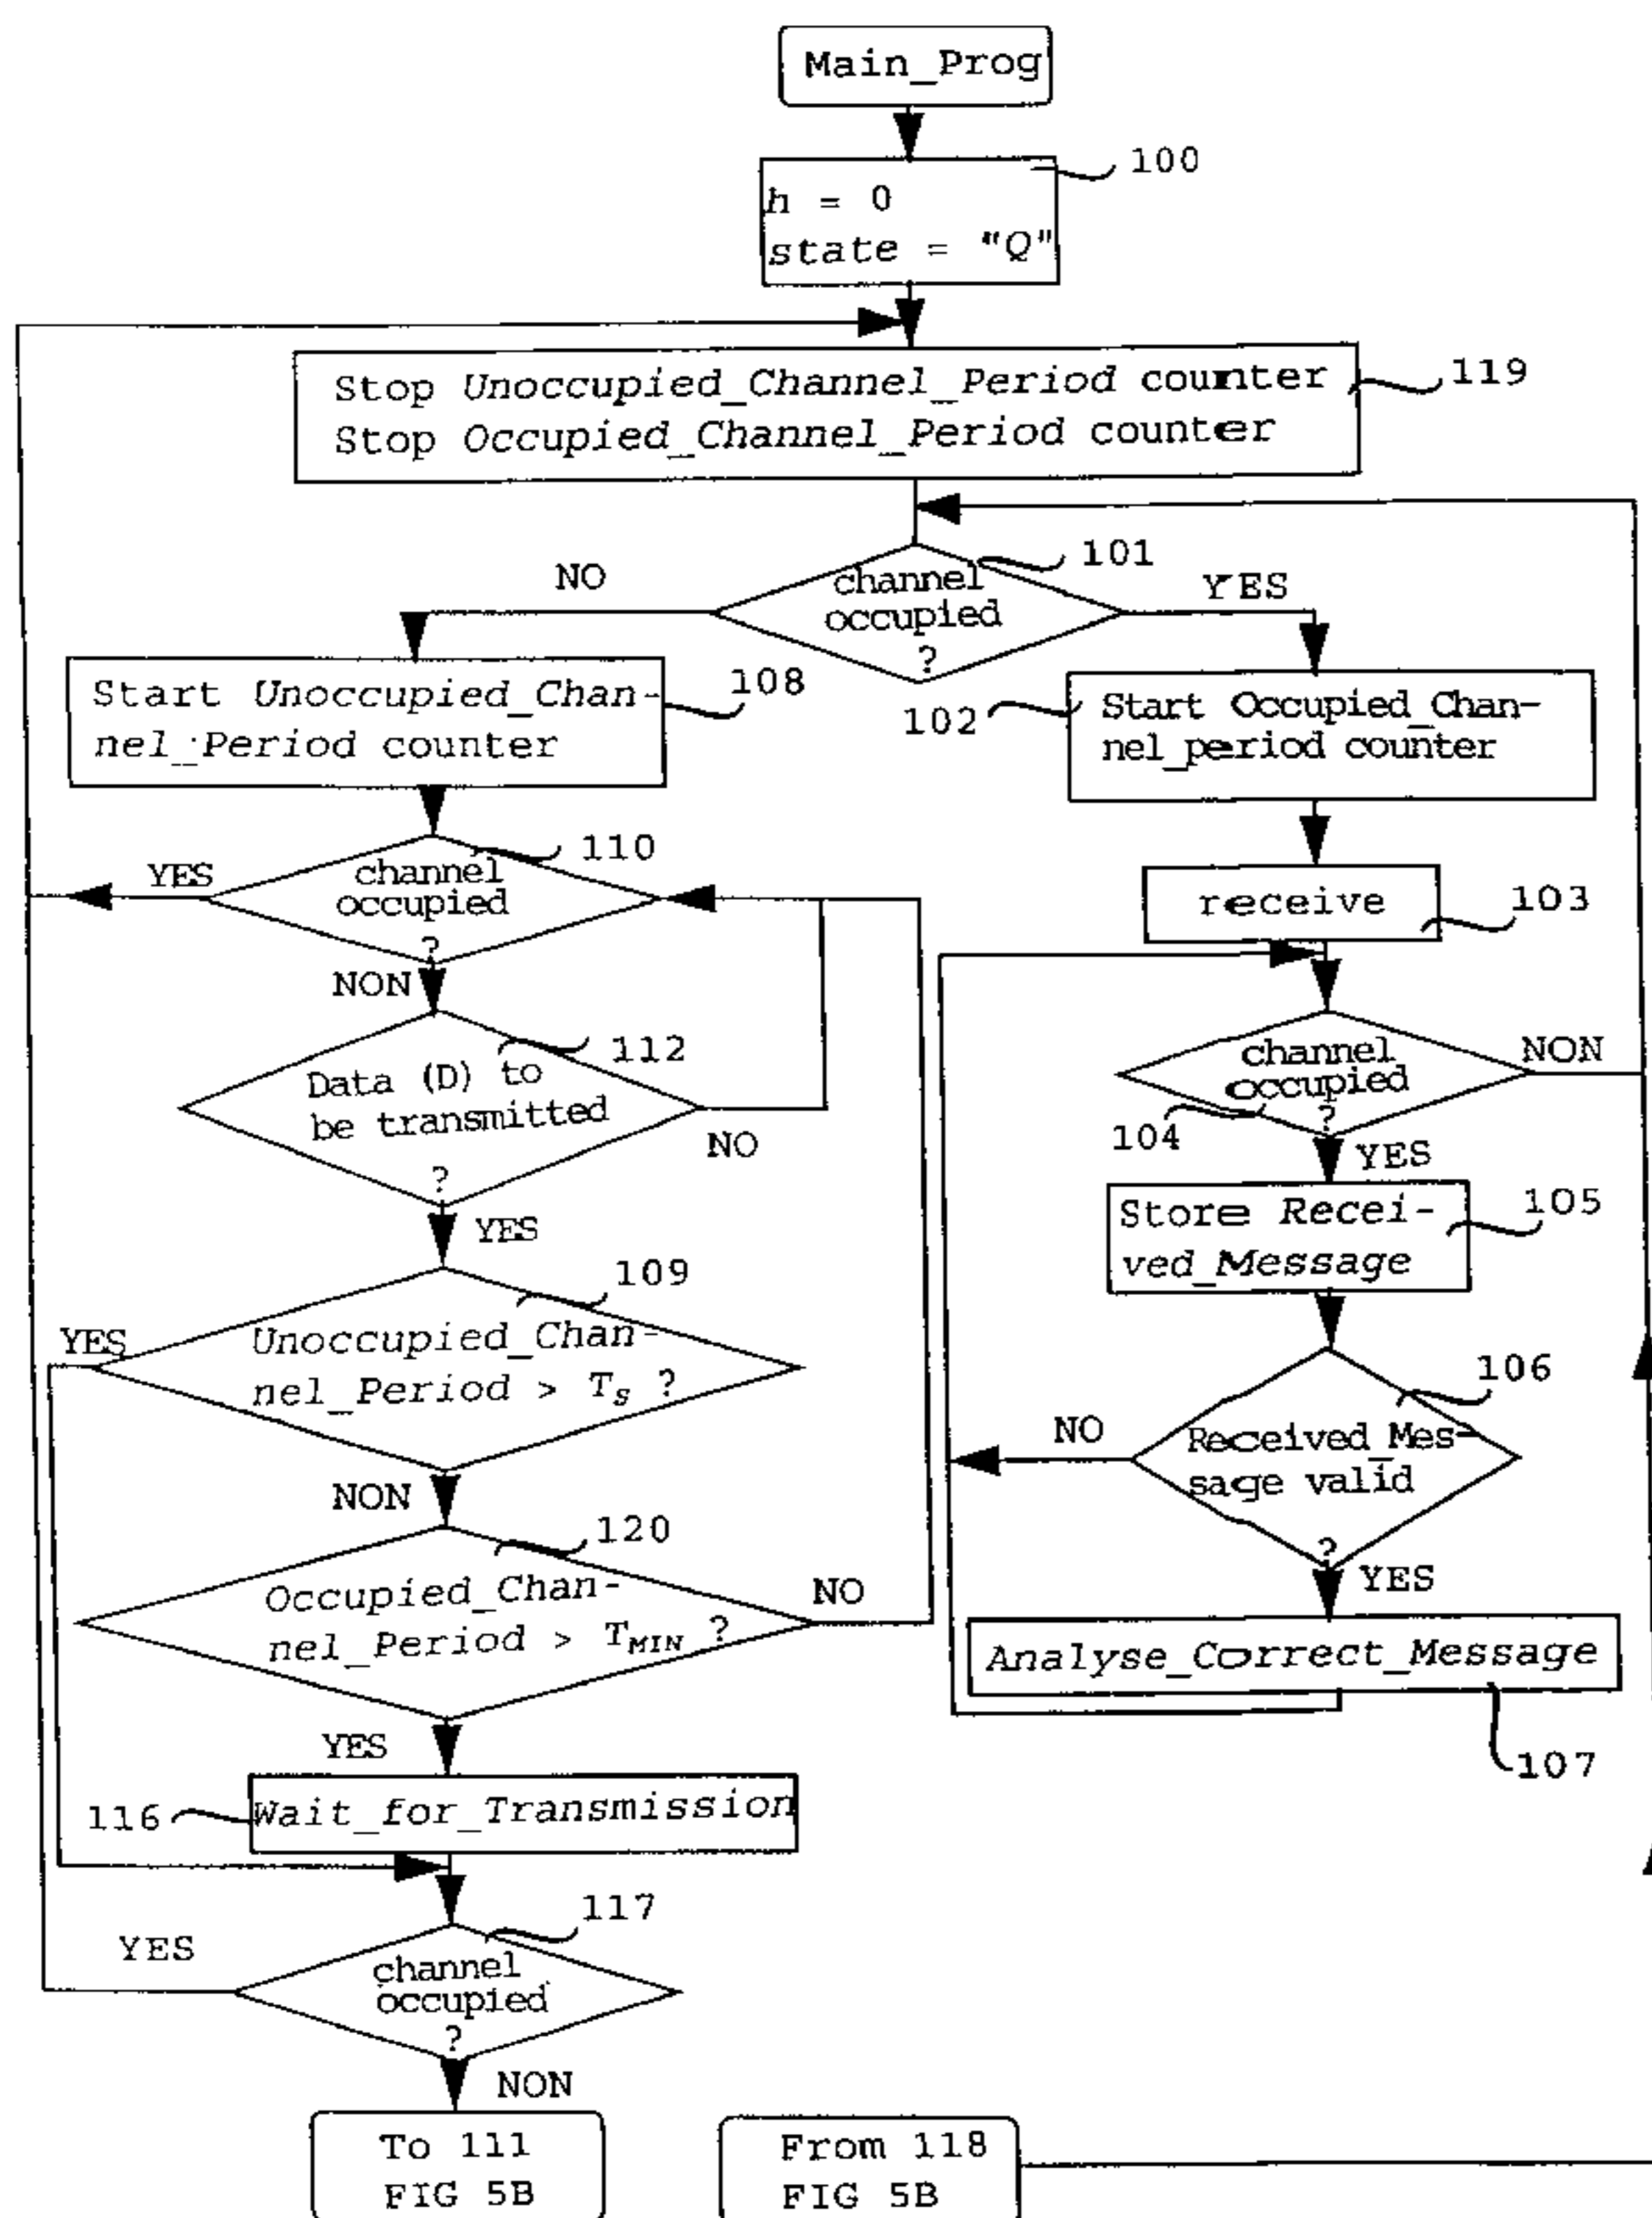 Main_Prog
100
h = 0
state = "Q"
Stop Unoccupied_Channel_Period counter
Stop Occupied_Channel_Period counter
119
101
NO
channel
occupied
?
YES
Start Unoccupied_Chan-
nel_Period counter
108
102
Start Occupied_Chan-
nel_period counter
YES
channel
occupied
?
110
receive
103
NON
Data (D) to
be transmitted
?
112
NO
channel
occupied
?
NON
104
YES
YES
Store Recei-
ved_Message
105
109
YES
Unoccupied_Chan-
nel_Period > TS ?
106
NO
Received_Mes-
sage valid
?
NON
120
Occupied_Chan-
nel_Period > TMIN ?
NO
YES
Analyse_Correct_Message
107
YES
116
Wait_for_Transmission
117
YES
channel
occupied
?
NON
To 111
FIG 5B
From 118
FIG 5B